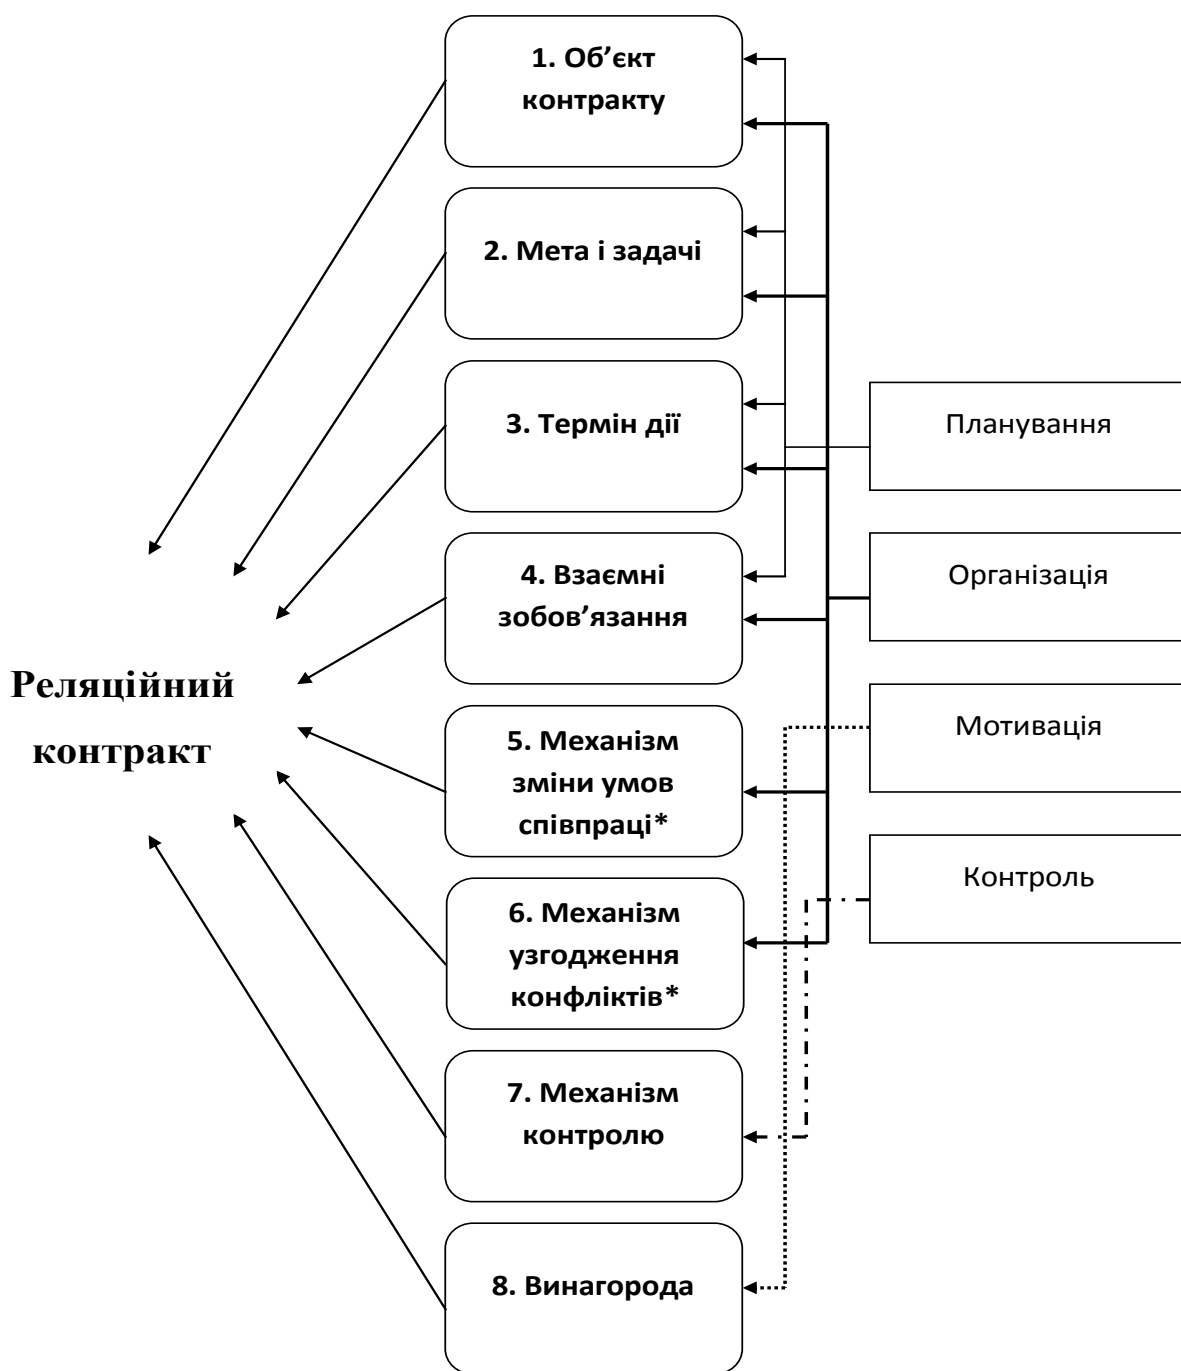 1. Об’єкт
контракту
2. Мета і задачі
3. Термін дії
4. Взаємні
зобов’язання
5. Механізм
зміни умов
співпраці*
6. Механізм
узгодження
конфліктів*
7. Механізм
контролю
8. Винагорода
Реляційний
контракт
Планування
Організація
Мотивація
Контроль